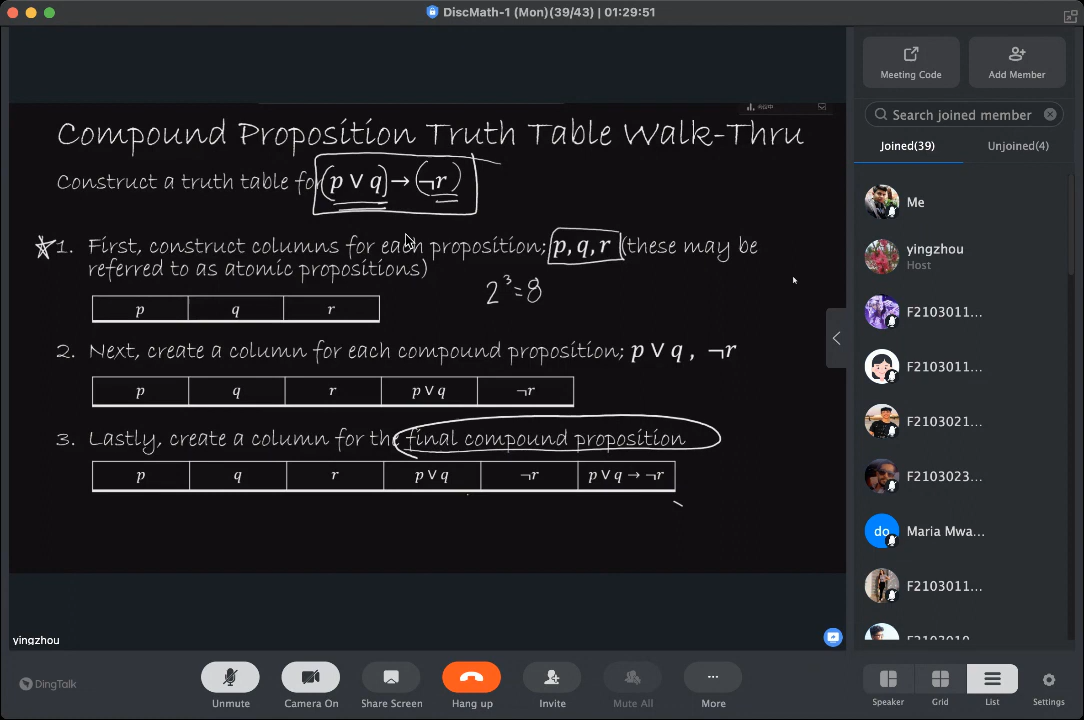 DiscMath-1 (Mon)(39/43) | 01:29:51
Compound Proposition Truth Table Walk-Thru
Construct a truth table for (p ∨ q) → (¬r)
1. First, construct columns for each proposition; p, q, r (these may be
referred to as atomic propositions)
2³=8
p q r
2. Next, create a column for each compound proposition; p ∨ q , ¬r
p q r p ∨ q ¬r
3. Lastly, create a column for the final compound proposition
p q r p ∨ q ¬r p ∨ q → ¬r
yingzhou
Meeting Code
Add Member
Search joined member
Joined(39)
Unjoined(4)
Me
yingzhou
Host
F2103011...
F2103011...
F2103021...
F2103023...
do
Maria Mwa...
F2103011...
DingTalk
Unmute
Camera On
Share Screen
Hang up
Invite
Mute All
More
Speaker
Grid
List
Settings